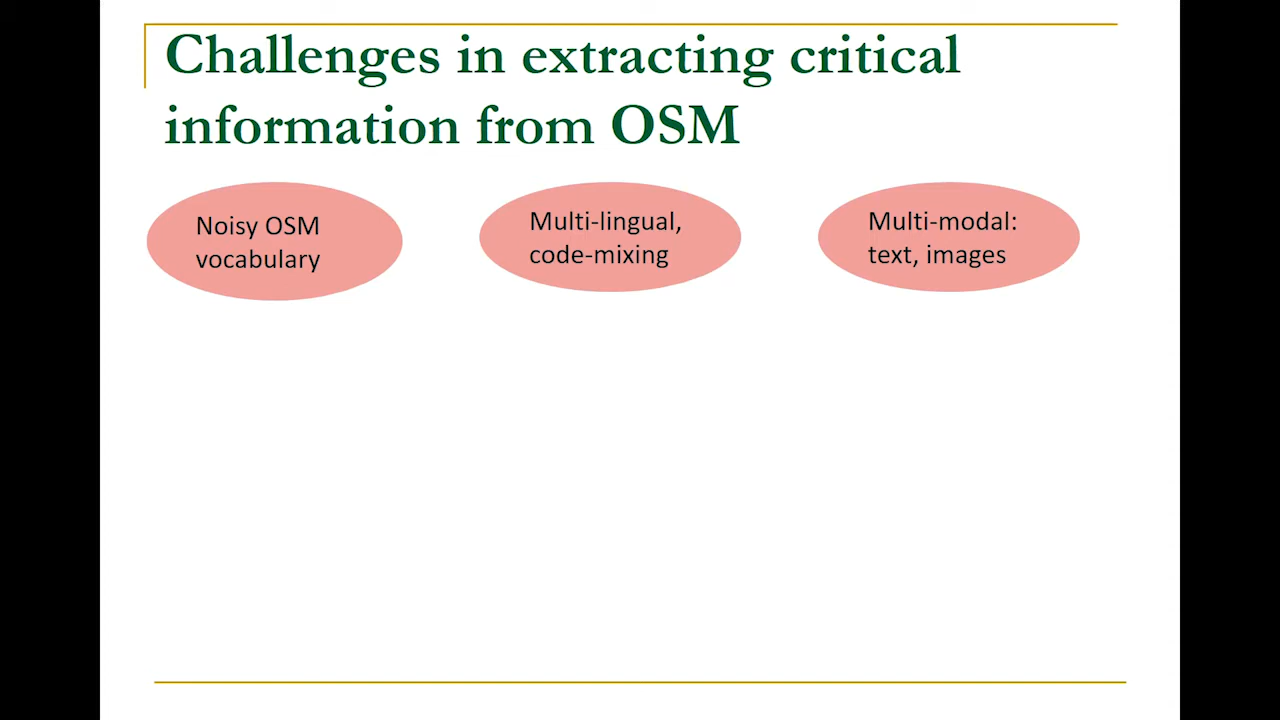 Challenges in extracting critical
information from OSM
Noisy OSM
vocabulary
Multi-lingual,
code-mixing
Multi-modal:
text, images